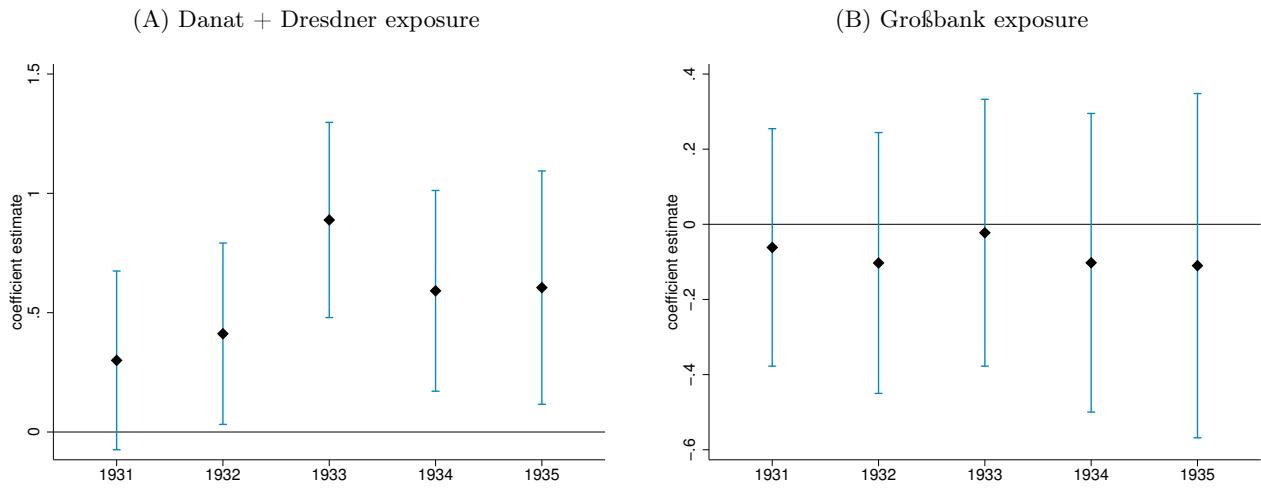 (A) Danat + Dresdner exposure
coefficient estimate
1.5
1
.5
0
1931 1932 1933 1934 1935
(B) Großbank exposure
coefficient estimate
.4
.2
0
-.2
-.4
-.6
1931 1932 1933 1934 1935